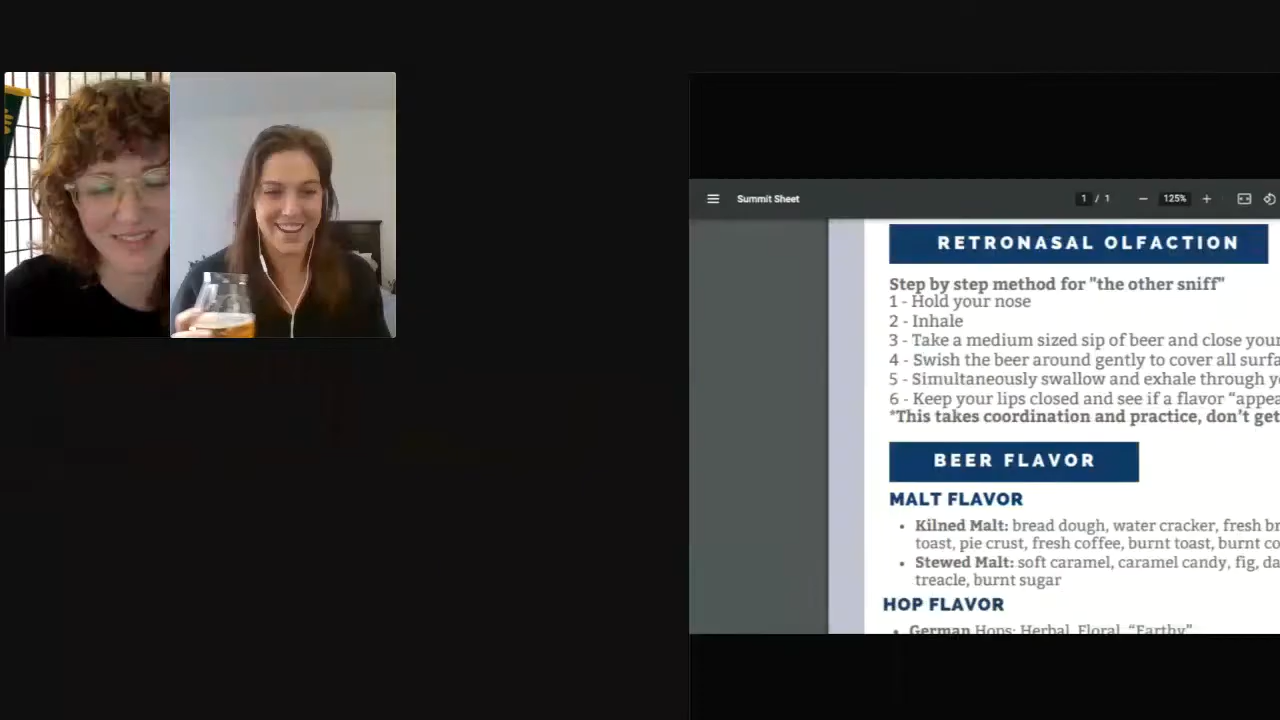 Summit Sheet
1 / 1
125%
RETRONASAL OLFACTION
Step by step method for "the other sniff"
1 - Hold your nose
2 - Inhale
3 - Take a medium sized sip of beer and close your
4 - Swish the beer around gently to cover all surfa
5 - Simultaneously swallow and exhale through y
6 - Keep your lips closed and see if a flavor “appea
*This takes coordination and practice, don’t get
BEER FLAVOR
MALT FLAVOR
• Kilned Malt: bread dough, water cracker, fresh br
toast, pie crust, fresh coffee, burnt toast, burnt co
• Stewed Malt: soft caramel, caramel candy, fig, da
treacle, burnt sugar
HOP FLAVOR
• German Hops: Herbal, Floral, “Earthy”